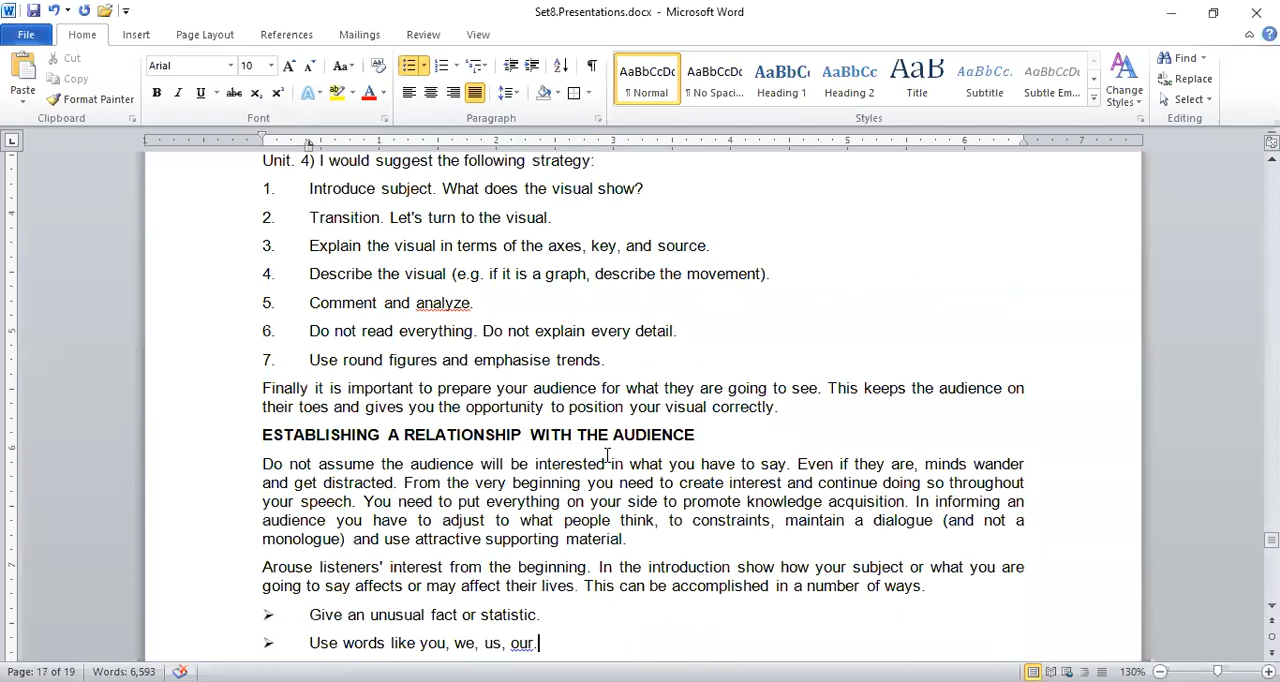 Set8.Presentations.docx - Microsoft Word
File Home Insert Page Layout References Mailings Review View
Paste
Cut
Copy
Format Painter
Clipboard
Arial 10
Font
Paragraph
AaBbCcDc AaBbCcDc AaBbC AaBbCc AaB AaBbCc. AaBbCcDc
¶ Normal ¶ No Spaci... Heading 1 Heading 2 Title Subtitle Subtle Em...
Change Styles
Styles
Find
Replace
Select
Editing
1 1 2 3 4 5 6 7
Unit. 4) I would suggest the following strategy:
1. Introduce subject. What does the visual show?
2. Transition. Let's turn to the visual.
3. Explain the visual in terms of the axes, key, and source.
4. Describe the visual (e.g. if it is a graph, describe the movement).
5. Comment and analyze.
6. Do not read everything. Do not explain every detail.
7. Use round figures and emphasise trends.
Finally it is important to prepare your audience for what they are going to see. This keeps the audience on
their toes and gives you the opportunity to position your visual correctly.
ESTABLISHING A RELATIONSHIP WITH THE AUDIENCE
Do not assume the audience will be interested in what you have to say. Even if they are, minds wander
and get distracted. From the very beginning you need to create interest and continue doing so throughout
your speech. You need to put everything on your side to promote knowledge acquisition. In informing an
audience you have to adjust to what people think, to constraints, maintain a dialogue (and not a
monologue) and use attractive supporting material.
Arouse listeners' interest from the beginning. In the introduction show how your subject or what you are
going to say affects or may affect their lives. This can be accomplished in a number of ways.
➢ Give an unusual fact or statistic.
➢ Use words like you, we, us, our.
Page: 17 of 19 Words: 6,593 130%